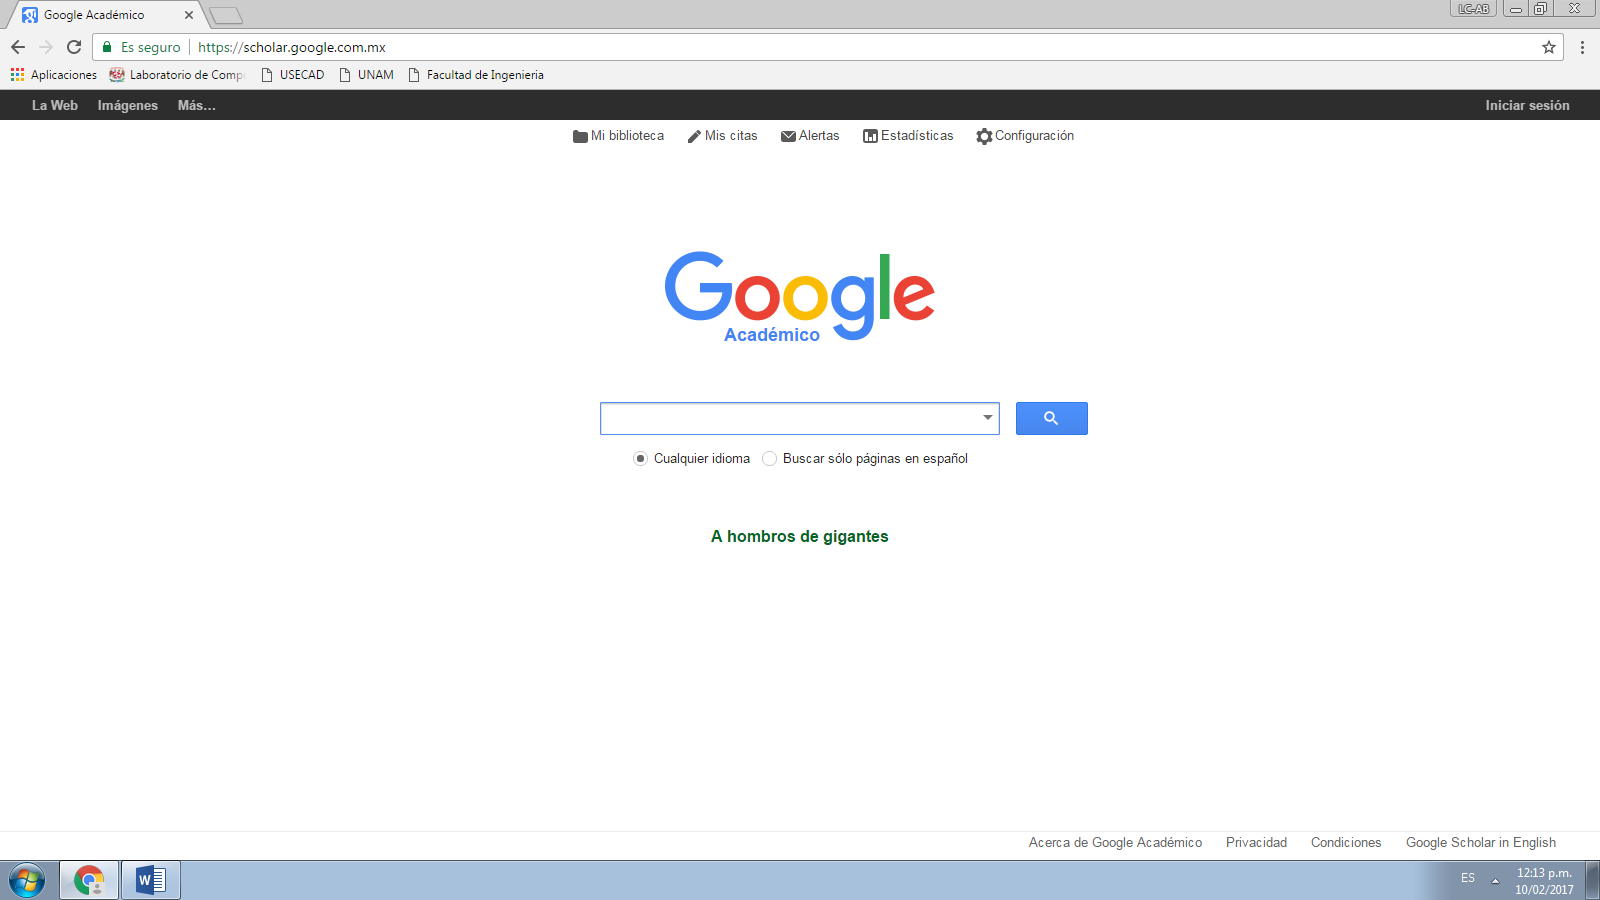 Google Académico
LC-AB
Es seguro https://scholar.google.com.mx
Aplicaciones Laboratorio de Comp USECAD UNAM Facultad de Ingenieria
La Web Imágenes Más... Iniciar sesión
Mi biblioteca Mis citas Alertas Estadísticas Configuración
Google
Académico
Cualquier idioma Buscar sólo páginas en español
A hombros de gigantes
Acerca de Google Académico Privacidad Condiciones Google Scholar in English
W ES 12:13 p.m.
10/02/2017